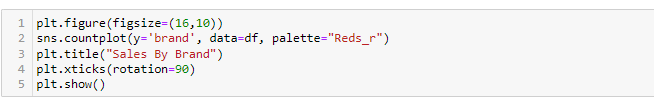 1 plt.figure(figsize=(16,10))
2 sns.countplot(y='brand', data=df, palette="Reds_r")
3 plt.title("Sales By Brand")
4 plt.xticks(rotation=90)
5 plt.show()